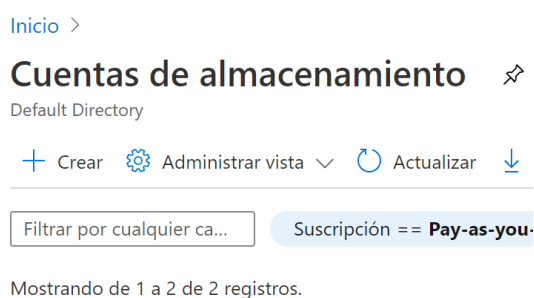 Inicio >
Cuentas de almacenamiento
Default Directory
Crear Administrar vista Actualizar
Filtrar por cualquier ca... Suscripción == Pay-as-you-
Mostrando de 1 a 2 de 2 registros.